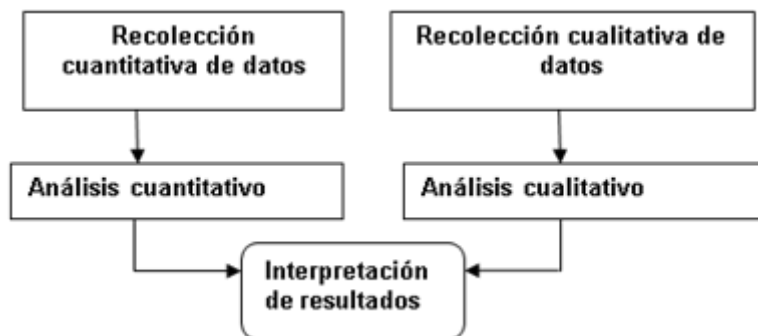 Recolección
cuantitativa de datos
Recolección cualitativa de
datos
Análisis cuantitativo
Análisis cualitativo
Interpretación
de resultados